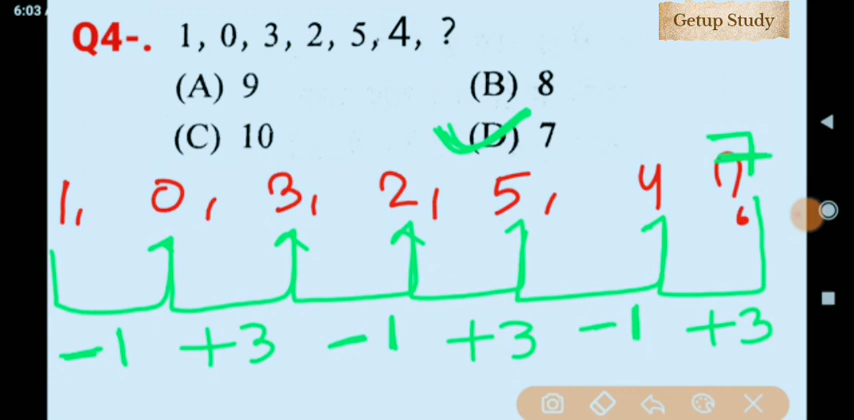 6:03
Getup Study
Q4-. 1, 0, 3, 2, 5, 4, ?
(A) 9 (B) 8
(C) 10 (D) 7
1, 0, 3, 2, 5, 4 7
-1 +3 -1 +3 -1 +3